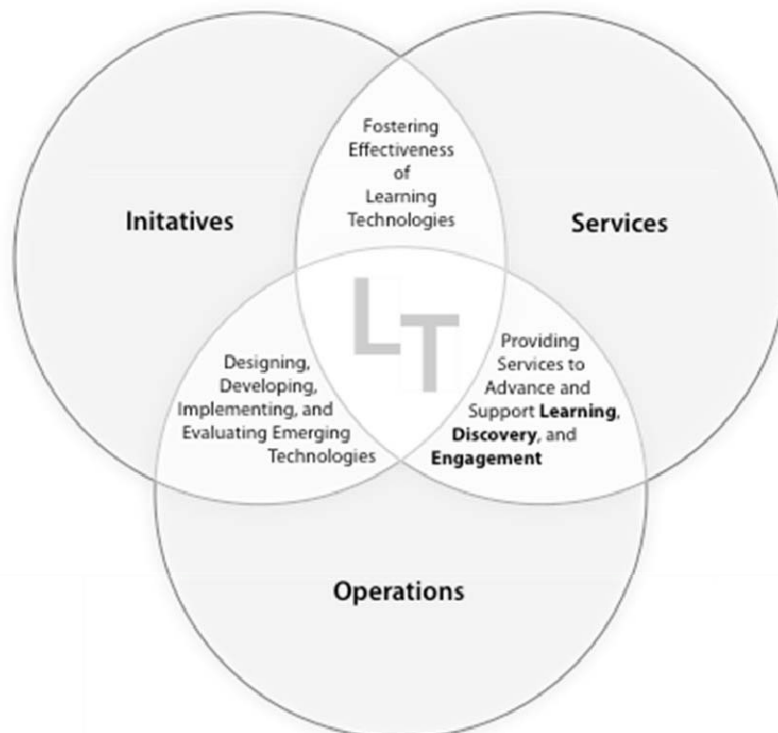 Fostering
Effectiveness
of
Learning
Technologies
Initatives
Services
LT
Designing,
Developing,
Implementing, and
Evaluating Emerging
Technologies
Providing
Services to
Advance and
Support Learning,
Discovery, and
Engagement
Operations